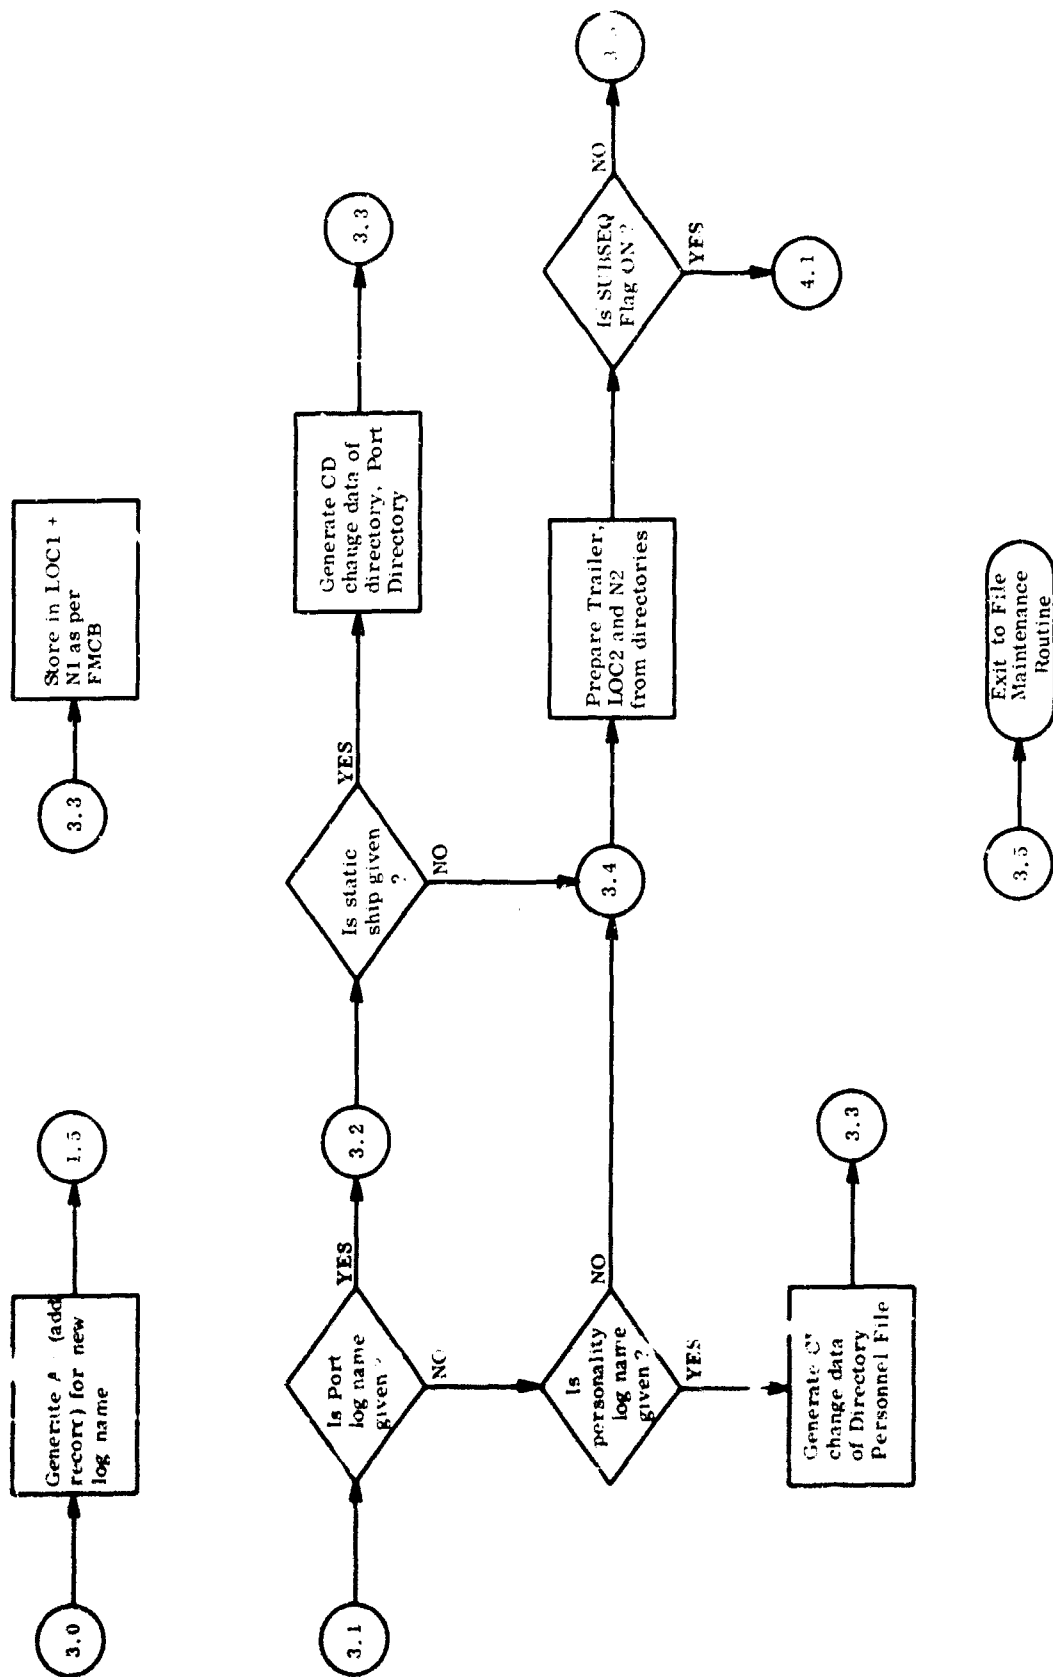 3.0
Generate (add
record) for new
log name
1.5
3.3
Store in LOC1 +
N1 as per
FMCB
3.1
Is Port
log name
given ?
YES
NO
3.2
Is static
ship given
?
YES
NO
Generate CD
change data of
directory, Port
Directory
3.3
Is
personality
log name
given ?
NO
YES
3.4
Prepare Trailer,
LOC2 and N2
from directories
Is SUBSEQ
Flag ON ?
NO
YES
4.1
Generate
change data
of Directory
Personnel File
3.3
3.5
Exit to File
Maintenance
Routine